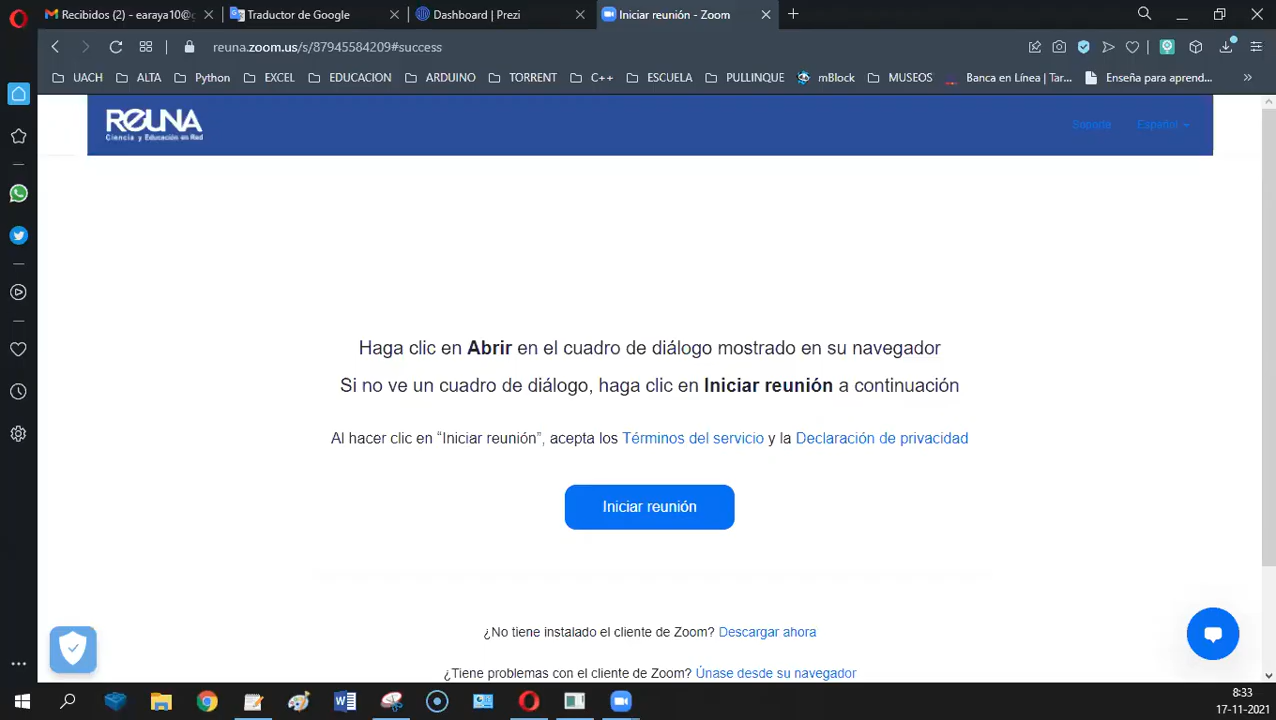 Recibidos (2) - earaya10@g
Traductor de Google
Dashboard | Prezi
Iniciar reunión - Zoom
reuna.zoom.us/s/87945584209#success
UACH
ALTA
Python
EXCEL
EDUCACION
ARDUINO
TORRENT
C++
ESCUELA
PULLINQUE
mBlock
MUSEOS
Banca en Línea | Tar...
Enseña para aprend...
REUNA
Ciencia y Educación en Red
Soporte
Español
Haga clic en Abrir en el cuadro de diálogo mostrado en su navegador
Si no ve un cuadro de diálogo, haga clic en Iniciar reunión a continuación
Al hacer clic en “Iniciar reunión”, acepta los Términos del servicio y la Declaración de privacidad
Iniciar reunión
¿No tiene instalado el cliente de Zoom? Descargar ahora
¿Tiene problemas con el cliente de Zoom? Únase desde su navegador
8:33
17-11-2021